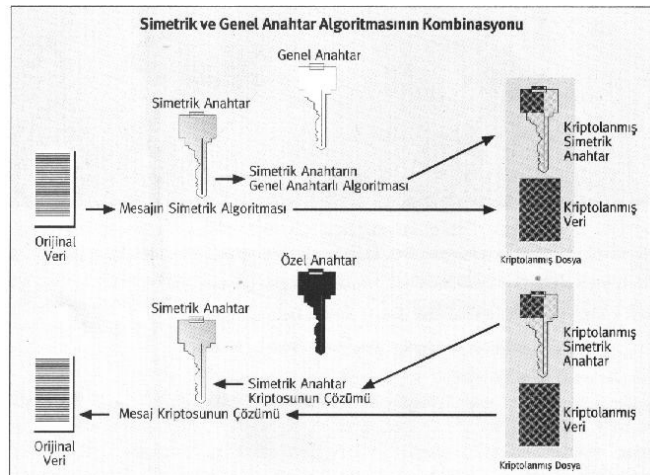 Simetrik ve Genel Anahtar Algoritmasının Kombinasyonu
Genel Anahtar
Simetrik Anahtar
Kriptolanmış
Simetrik
Anahtar
Simetrik Anahtarın
Genel Anahtarlı Algoritması
Mesajın Simetrik Algoritması
Kriptolanmış
Veri
Orijinal
Veri
Kriptolanmış Dosya
Özel Anahtar
Simetrik Anahtar
Kriptolanmış
Simetrik
Anahtar
Simetrik Anahtar
Kriptosunun Çözümü
Mesaj Kriptosunun Çözümü
Kriptolanmış
Veri
Orijinal
Veri
Kriptolanmış Dosya